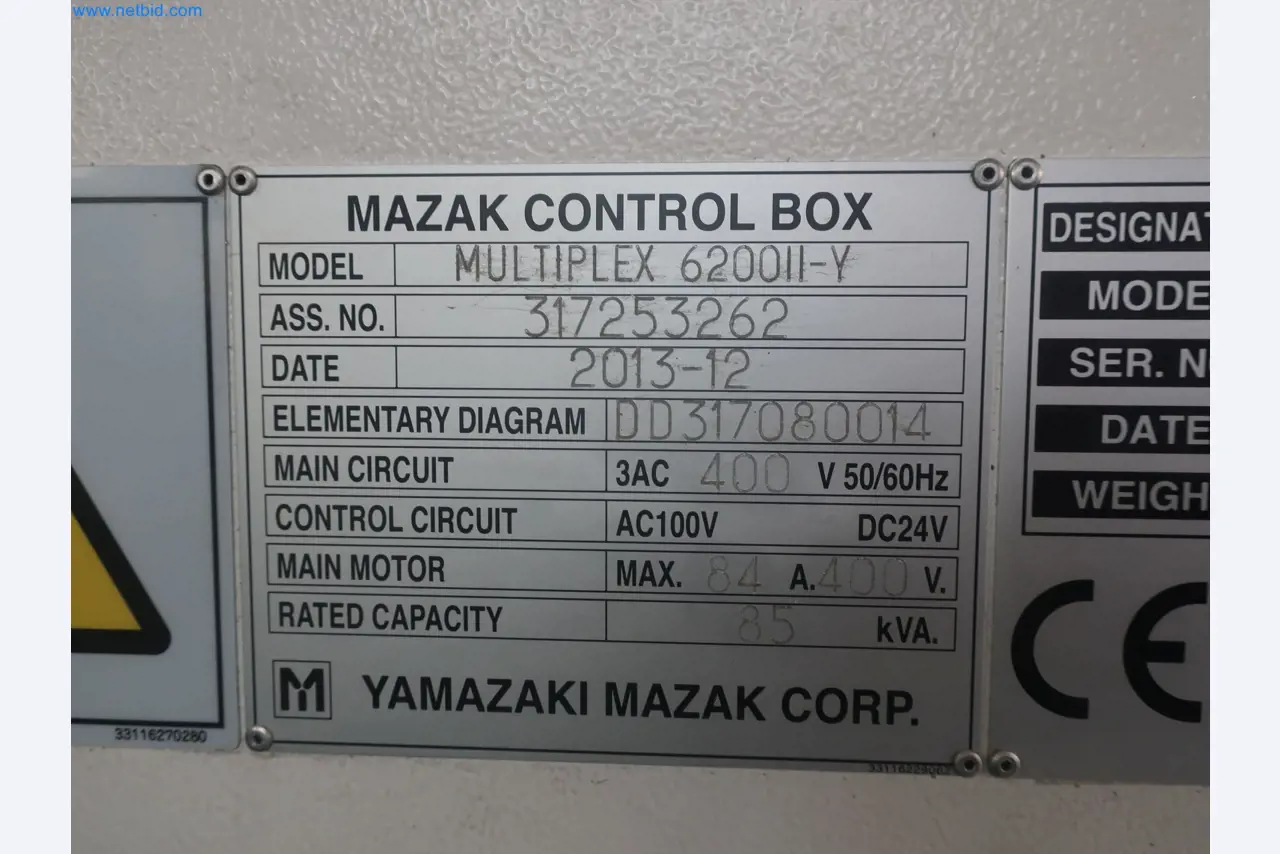 www.netbid.com
MAZAK CONTROL BOX
MODEL MULTIPLEX 6200II-Y
ASS. NO. 317253262
DATE 2013-12
ELEMENTARY DIAGRAM DD317080014
MAIN CIRCUIT 3AC 400 V 50/60Hz
CONTROL CIRCUIT AC100V DC24V
MAIN MOTOR MAX. 84 A. 400 V.
RATED CAPACITY 85 kVA.
M YAMAZAKI MAZAK CORP.
33116270280
DESIGNAT
MODE
SER. N
DATE
WEIGH
CE